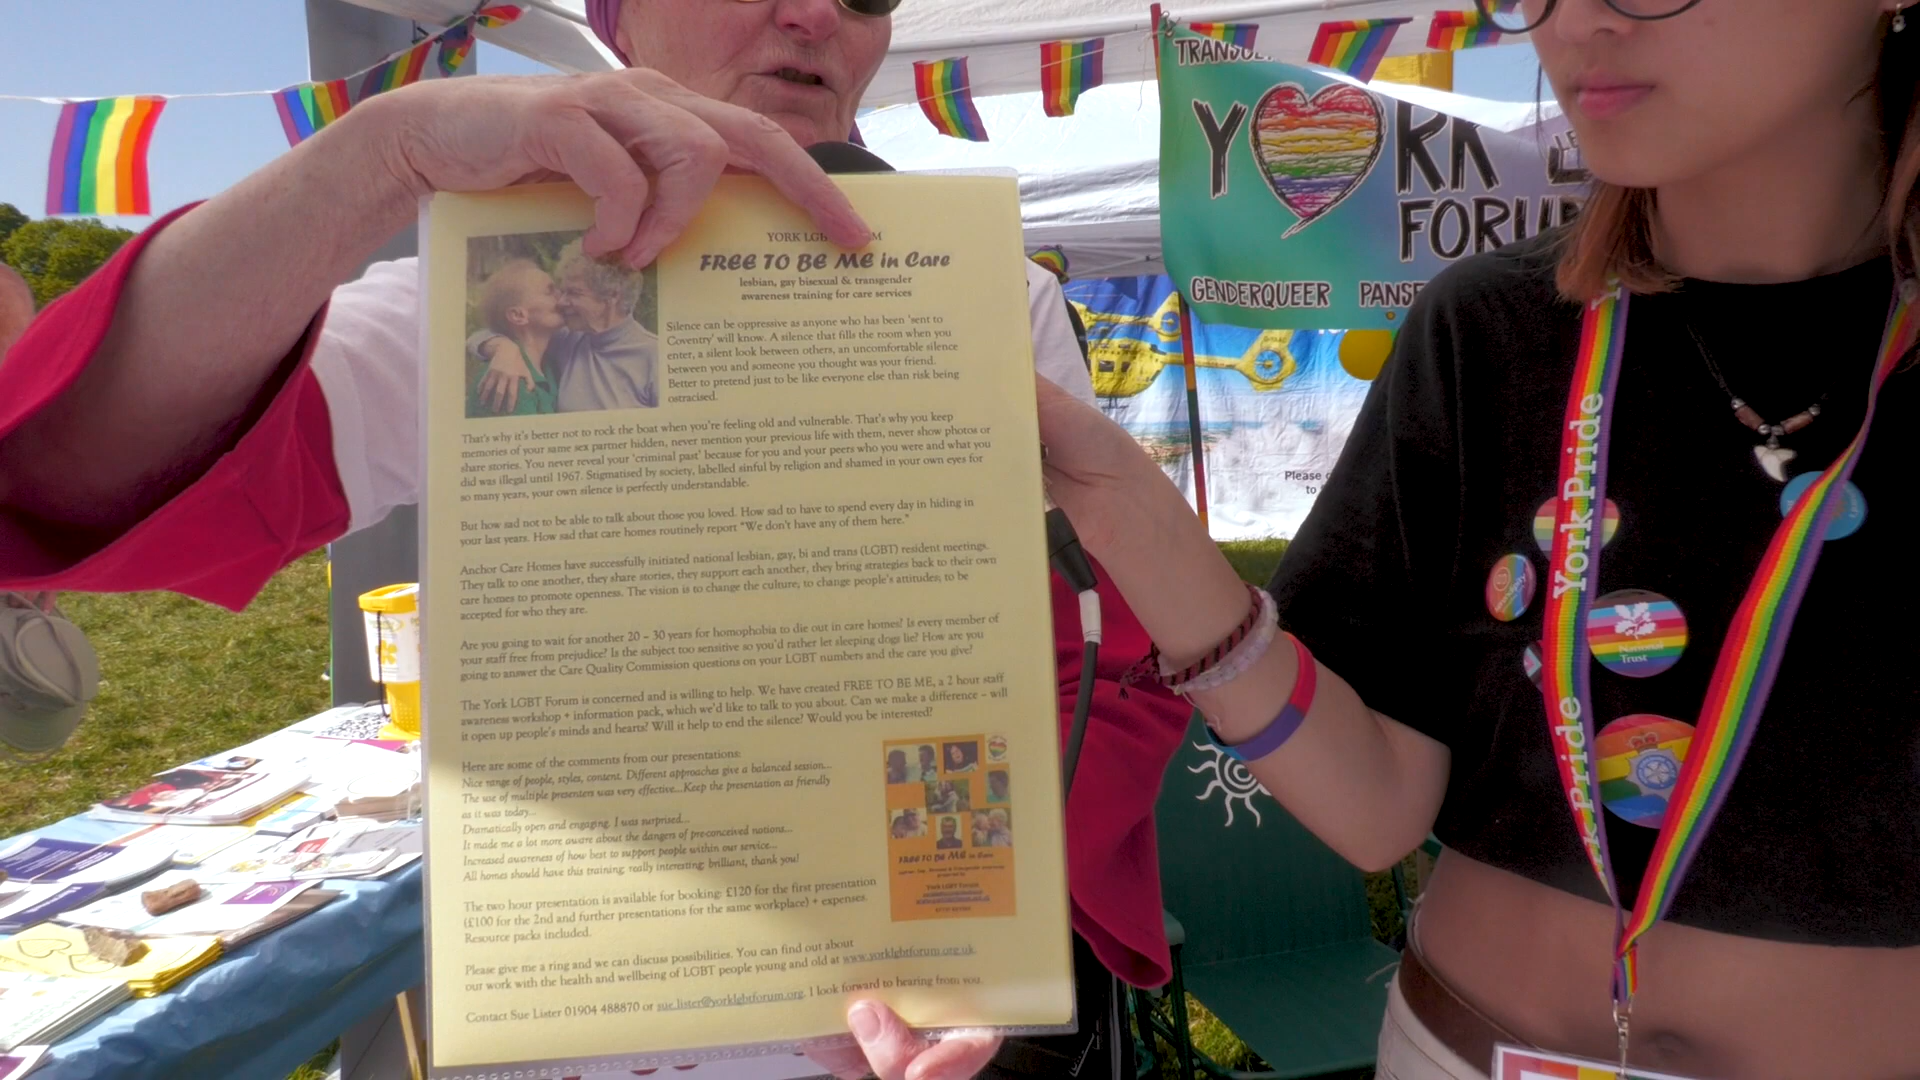 YORK
FORU
GENDERQUEER PANSE
YORK LGB M
FREE TO BE ME in Care
lesbian, gay bisexual & transgender
awareness training for care services
Silence can be oppressive as anyone who has been 'sent to
Coventry' will know. A silence that fills the room when you
enter, a silent look between others, an uncomfortable silence
between you and someone you thought was your friend.
Better to pretend just to be like everyone else than risk being
ostracised.
That's why it's better not to rock the boat when you're feeling old and vulnerable. That's why you keep
memories of your same sex partner hidden, never mention your previous life with them, never show photos or
share stories. You never reveal your 'criminal past' because for you and your peers who you were and what you
did was illegal until 1967. Stigmatised by society, labelled sinful by religion and shamed in your own eyes for
so many years, your own silence is perfectly understandable.
But how sad not to be able to talk about those you loved. How sad to have to spend every day in hiding in
your last years. How sad that care homes routinely report "We don't have any of them here."
Anchor Care Homes have successfully initiated national lesbian, gay, bi and trans (LGBT) resident meetings.
They talk to one another, they share stories, they support each another, they bring strategies back to their own
care homes to promote openness. The vision is to change the culture, to change people's attitudes, to be
accepted for who they are.
Are you going to wait for another 20 – 30 years for homophobia to die out in care homes? Is every member of
your staff free from prejudice? Is the subject too sensitive so you'd rather let sleeping dogs lie? How are you
going to answer the Care Quality Commission questions on your LGBT numbers and the care you give?
The York LGBT Forum is concerned and is willing to help. We have created FREE TO BE ME, a 2 hour staff
awareness workshop + information pack, which we'd like to talk to you about. Can we make a difference – will
it open up people's minds and hearts? Will it help to end the silence? Would you be interested?
Here are some of the comments from our presentations:
Nice range of people, styles, content. Different approaches give a balanced session...
The use of multiple presenters was very effective...Keep the presentation as friendly
as it was today...
Dramatically open and engaging. I was surprised...
It made me a lot more aware about the dangers of pre-conceived notions...
Increased awareness of how best to support people within our service...
All homes should have this training; really interesting; brilliant, thank you!
The two hour presentation is available for booking: £120 for the first presentation
(£100 for the 2nd and further presentations for the same workplace) + expenses.
Resource packs included.
Please give me a ring and we can discuss possibilities. You can find out about
our work with the health and wellbeing of LGBT people young and old at www.yorklgbtforum.org.uk.
Contact Sue Lister 01904 488870 or sue.lister@yorklgbtforum.org. I look forward to hearing from you.
FREE TO BE ME in Care
York LGBT Forum
Please
to
York Pride
k Pride
National
Trust